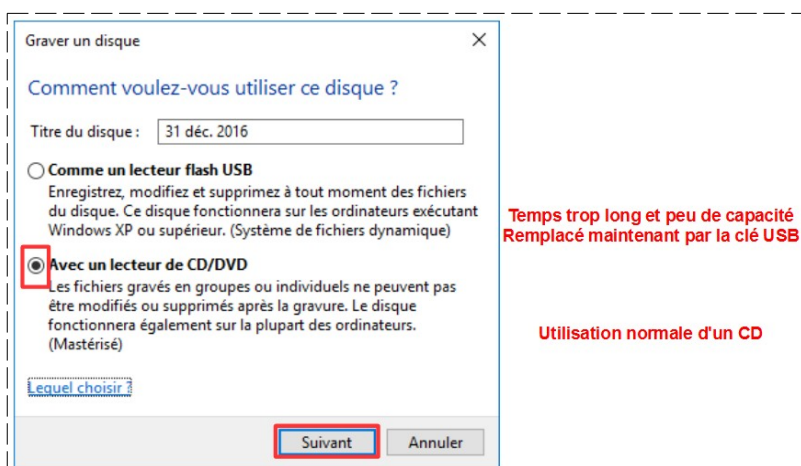 Graver un disque
Comment voulez-vous utiliser ce disque ?
Titre du disque : 31 déc. 2016
Comme un lecteur flash USB
Enregistrez, modifiez et supprimez à tout moment des fichiers
du disque. Ce disque fonctionnera sur les ordinateurs exécutant
Windows XP ou supérieur. (Système de fichiers dynamique)
Temps trop long et peu de capacité
Remplacé maintenant par la clé USB
Avec un lecteur de CD/DVD
Les fichiers gravés en groupes ou individuels ne peuvent pas
être modifiés ou supprimés après la gravure. Le disque
fonctionnera également sur la plupart des ordinateurs.
(Mastérisé)
Utilisation normale d'un CD
Lequel choisir ?
Suivant Annuler